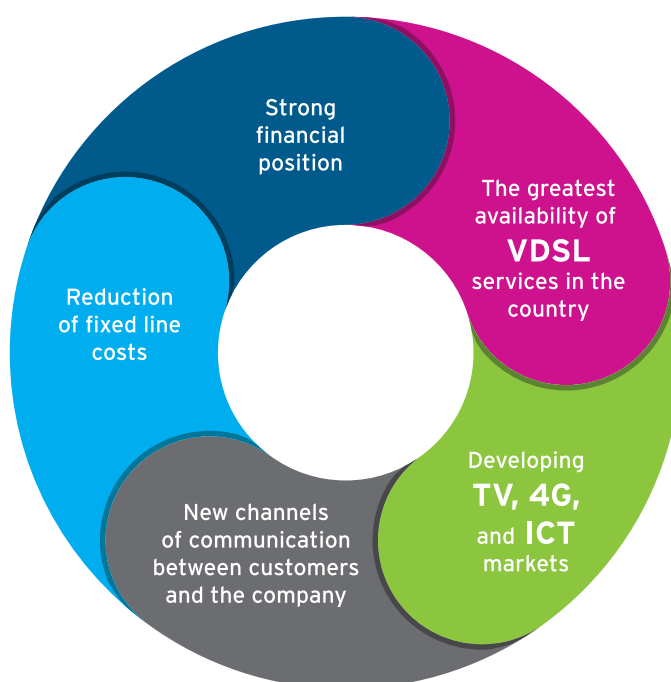 Strong
financial
position
The greatest
availability of
VDSL
services in the
country
Developing
TV, 4G,
and ICT
markets
New channels
of communication
between customers
and the company
Reduction
of fixed line
costs